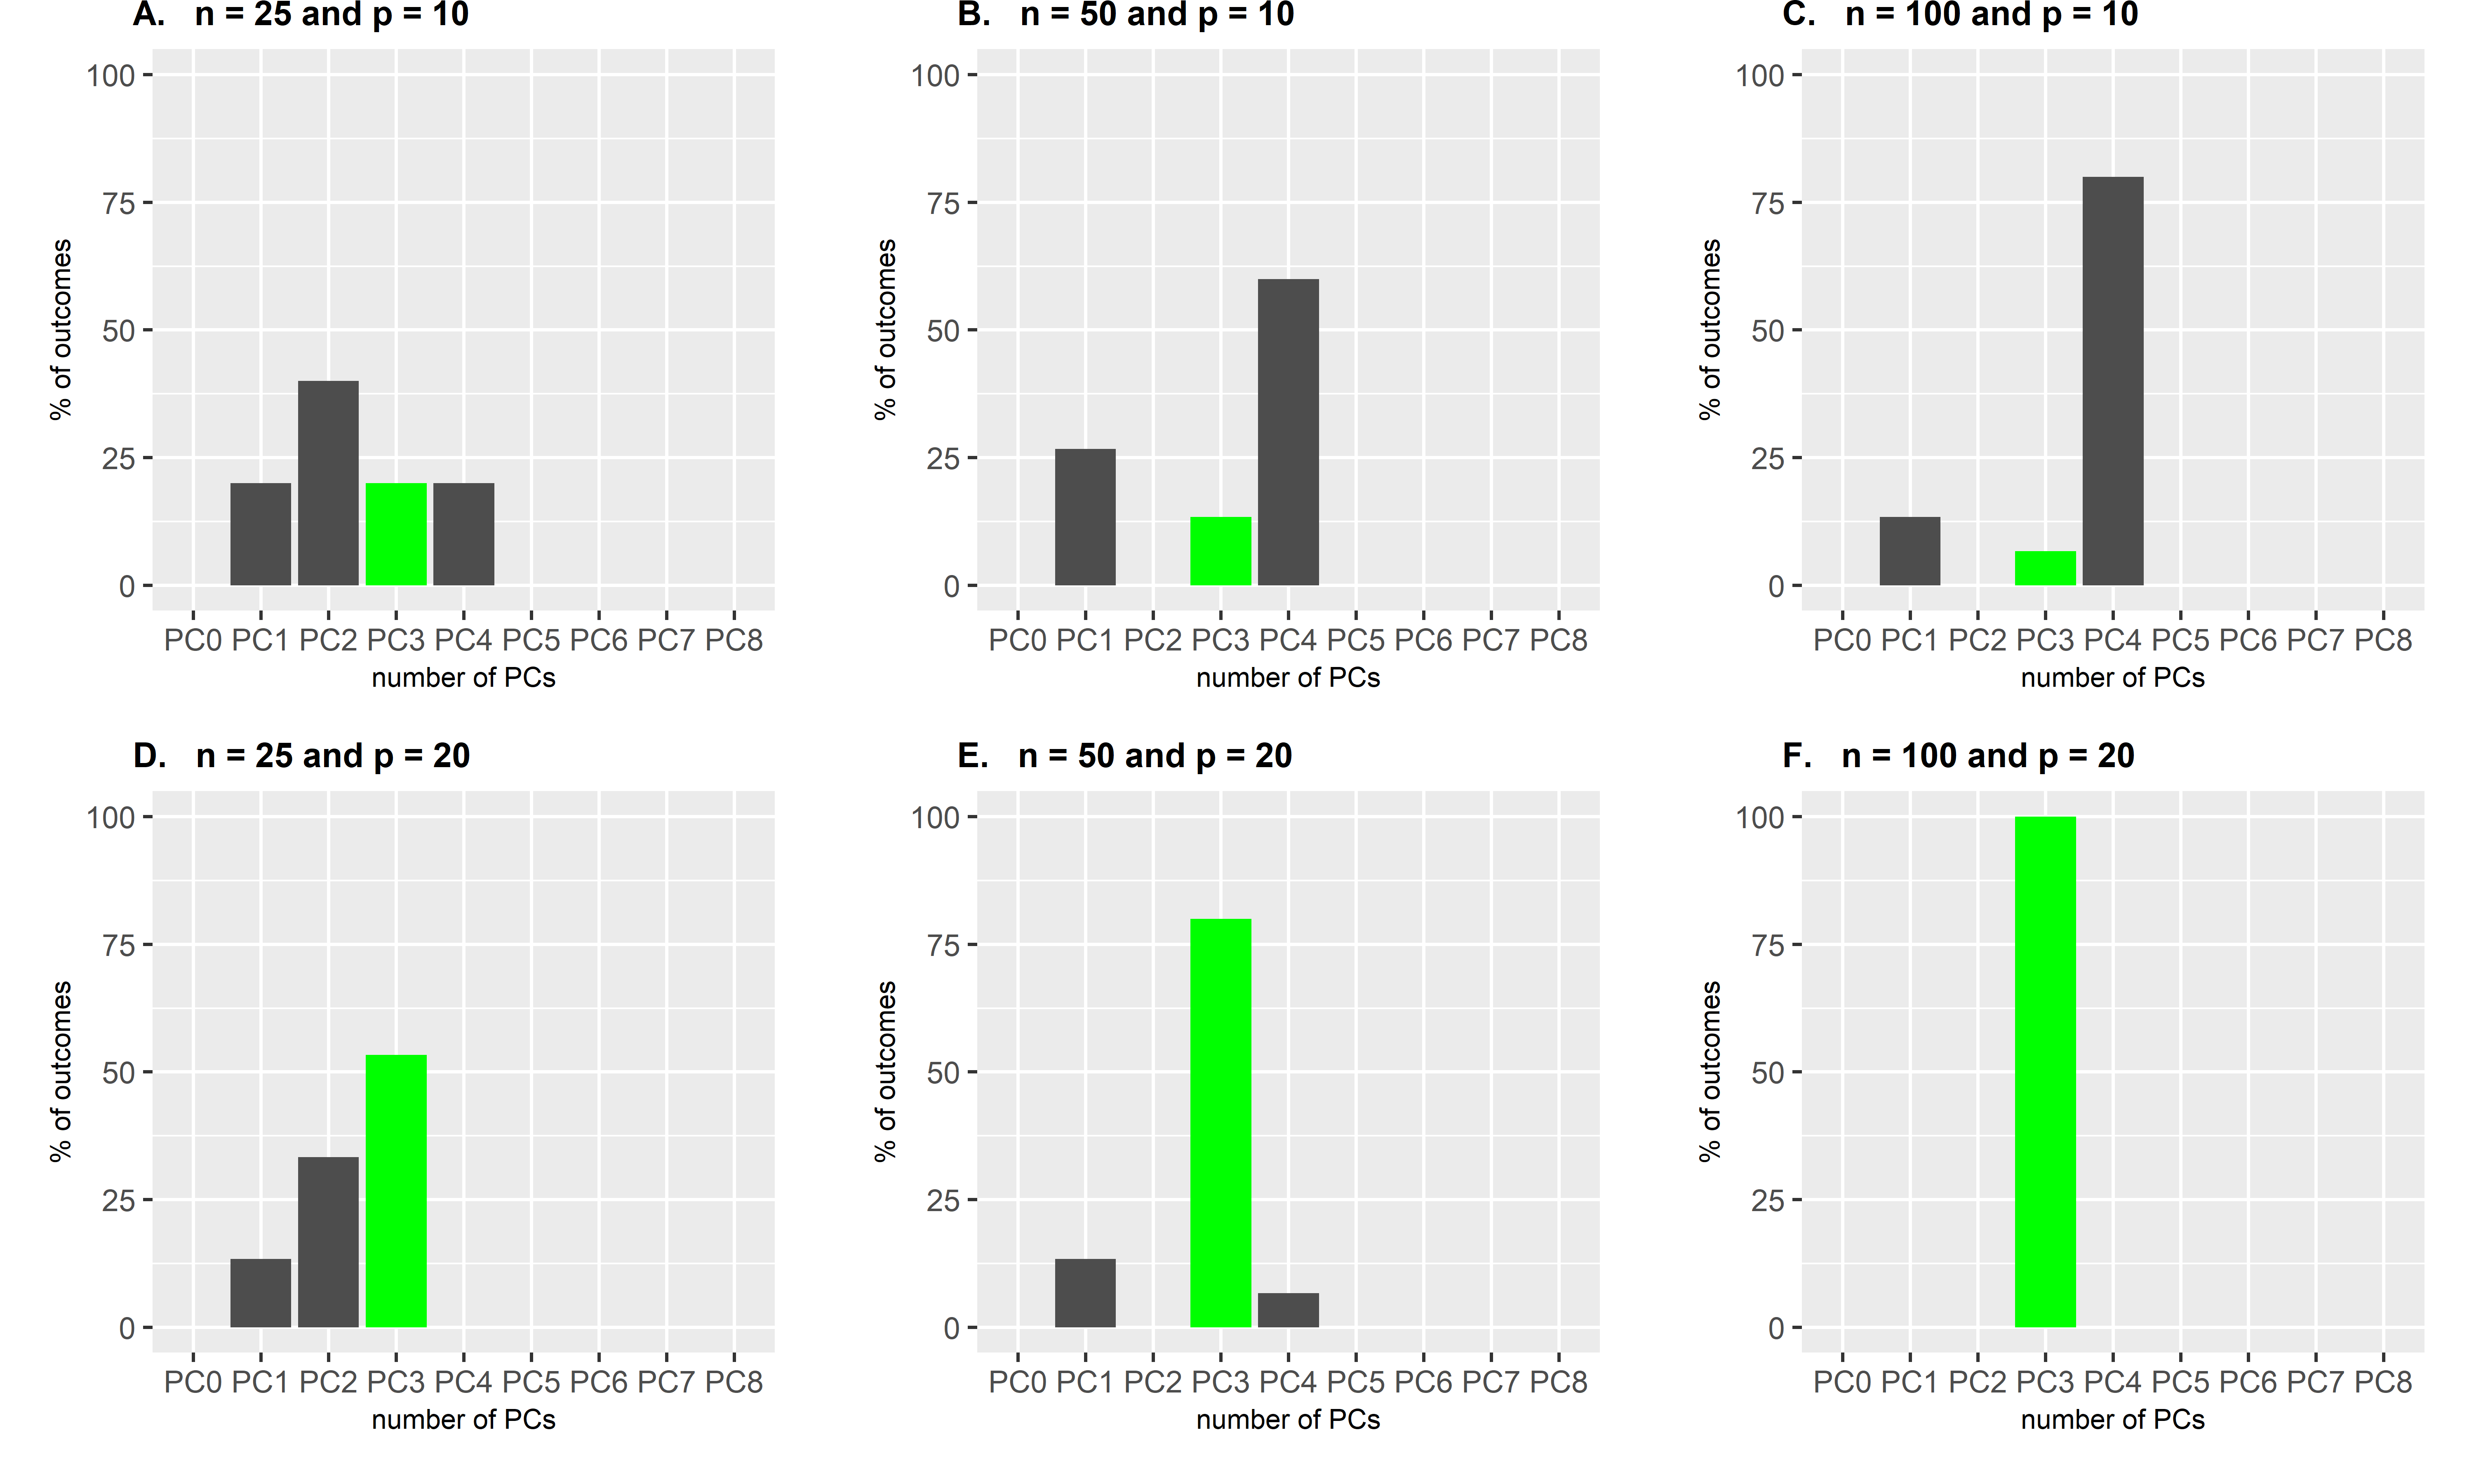 A. n = 25 and p = 10
100
75
50
25
0
% of outcomes
PC0 PC1 PC2 PC3 PC4 PC5 PC6 PC7 PC8
number of PCs
B. n = 50 and p = 10
100
75
50
25
0
% of outcomes
PC0 PC1 PC2 PC3 PC4 PC5 PC6 PC7 PC8
number of PCs
C. n = 100 and p = 10
100
75
50
25
0
% of outcomes
PC0 PC1 PC2 PC3 PC4 PC5 PC6 PC7 PC8
number of PCs
D. n = 25 and p = 20
100
75
50
25
0
% of outcomes
PC0 PC1 PC2 PC3 PC4 PC5 PC6 PC7 PC8
number of PCs
E. n = 50 and p = 20
100
75
50
25
0
% of outcomes
PC0 PC1 PC2 PC3 PC4 PC5 PC6 PC7 PC8
number of PCs
F. n = 100 and p = 20
100
75
50
25
0
% of outcomes
PC0 PC1 PC2 PC3 PC4 PC5 PC6 PC7 PC8
number of PCs